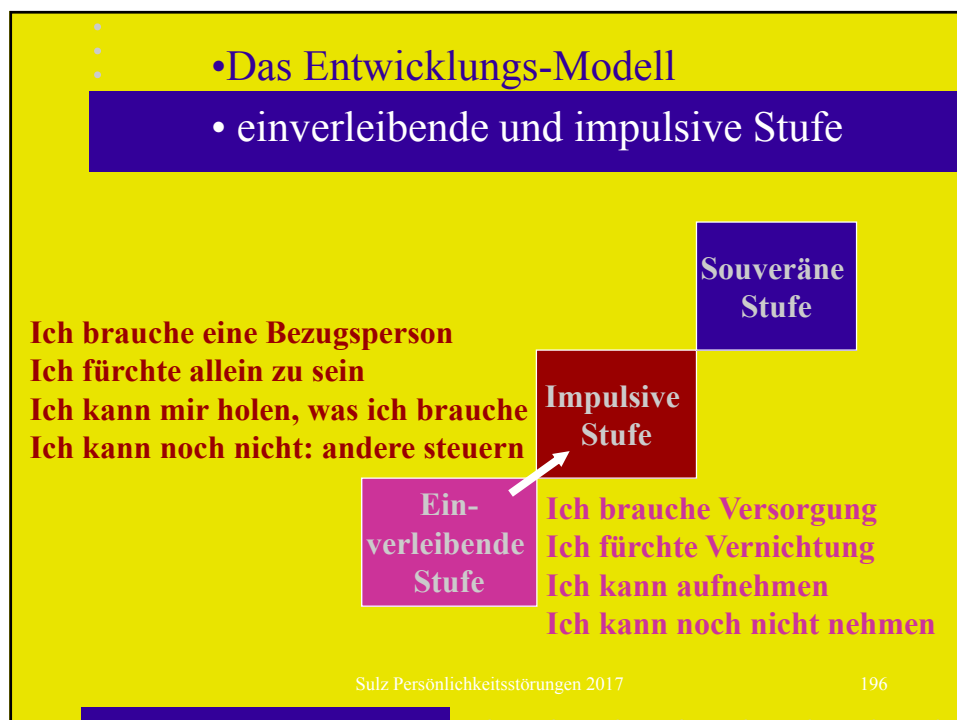 •Das Entwicklungs-Modell
• einverleibende und impulsive Stufe
Souveräne
Stufe
Ich brauche eine Bezugsperson
Ich fürchte allein zu sein
Ich kann mir holen, was ich brauche
Ich kann noch nicht: andere steuern
Impulsive
Stufe
Ein-
verleibende
Stufe
Ich brauche Versorgung
Ich fürchte Vernichtung
Ich kann aufnehmen
Ich kann noch nicht nehmen
Sulz Persönlichkeitsstörungen 2017
196